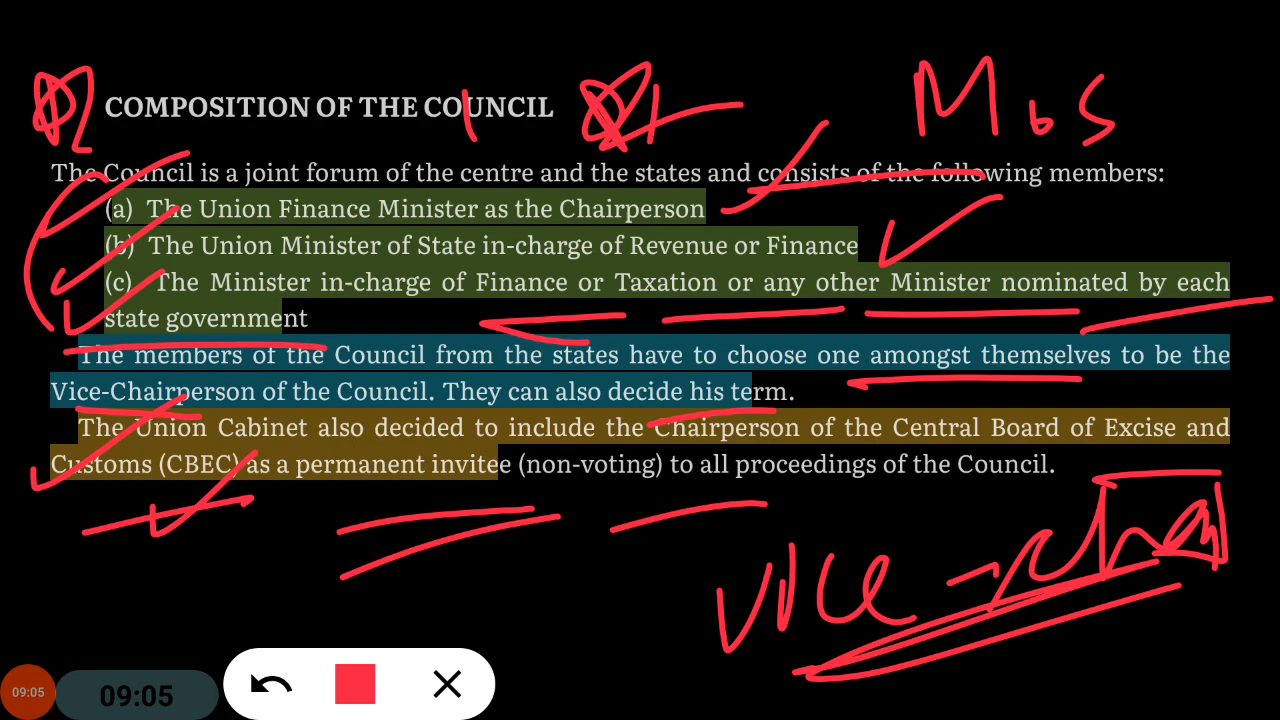 COMPOSITION OF THE COUNCIL
MoS
The Council is a joint forum of the centre and the states and consists of the following members:
(a) The Union Finance Minister as the Chairperson
(b) The Union Minister of State in-charge of Revenue or Finance
(c) The Minister in-charge of Finance or Taxation or any other Minister nominated by each
state government
The members of the Council from the states have to choose one amongst themselves to be the
Vice-Chairperson of the Council. They can also decide his term.
The Union Cabinet also decided to include the Chairperson of the Central Board of Excise and
Customs (CBEC) as a permanent invitee (non-voting) to all proceedings of the Council.
Vice-
09:05
09:05